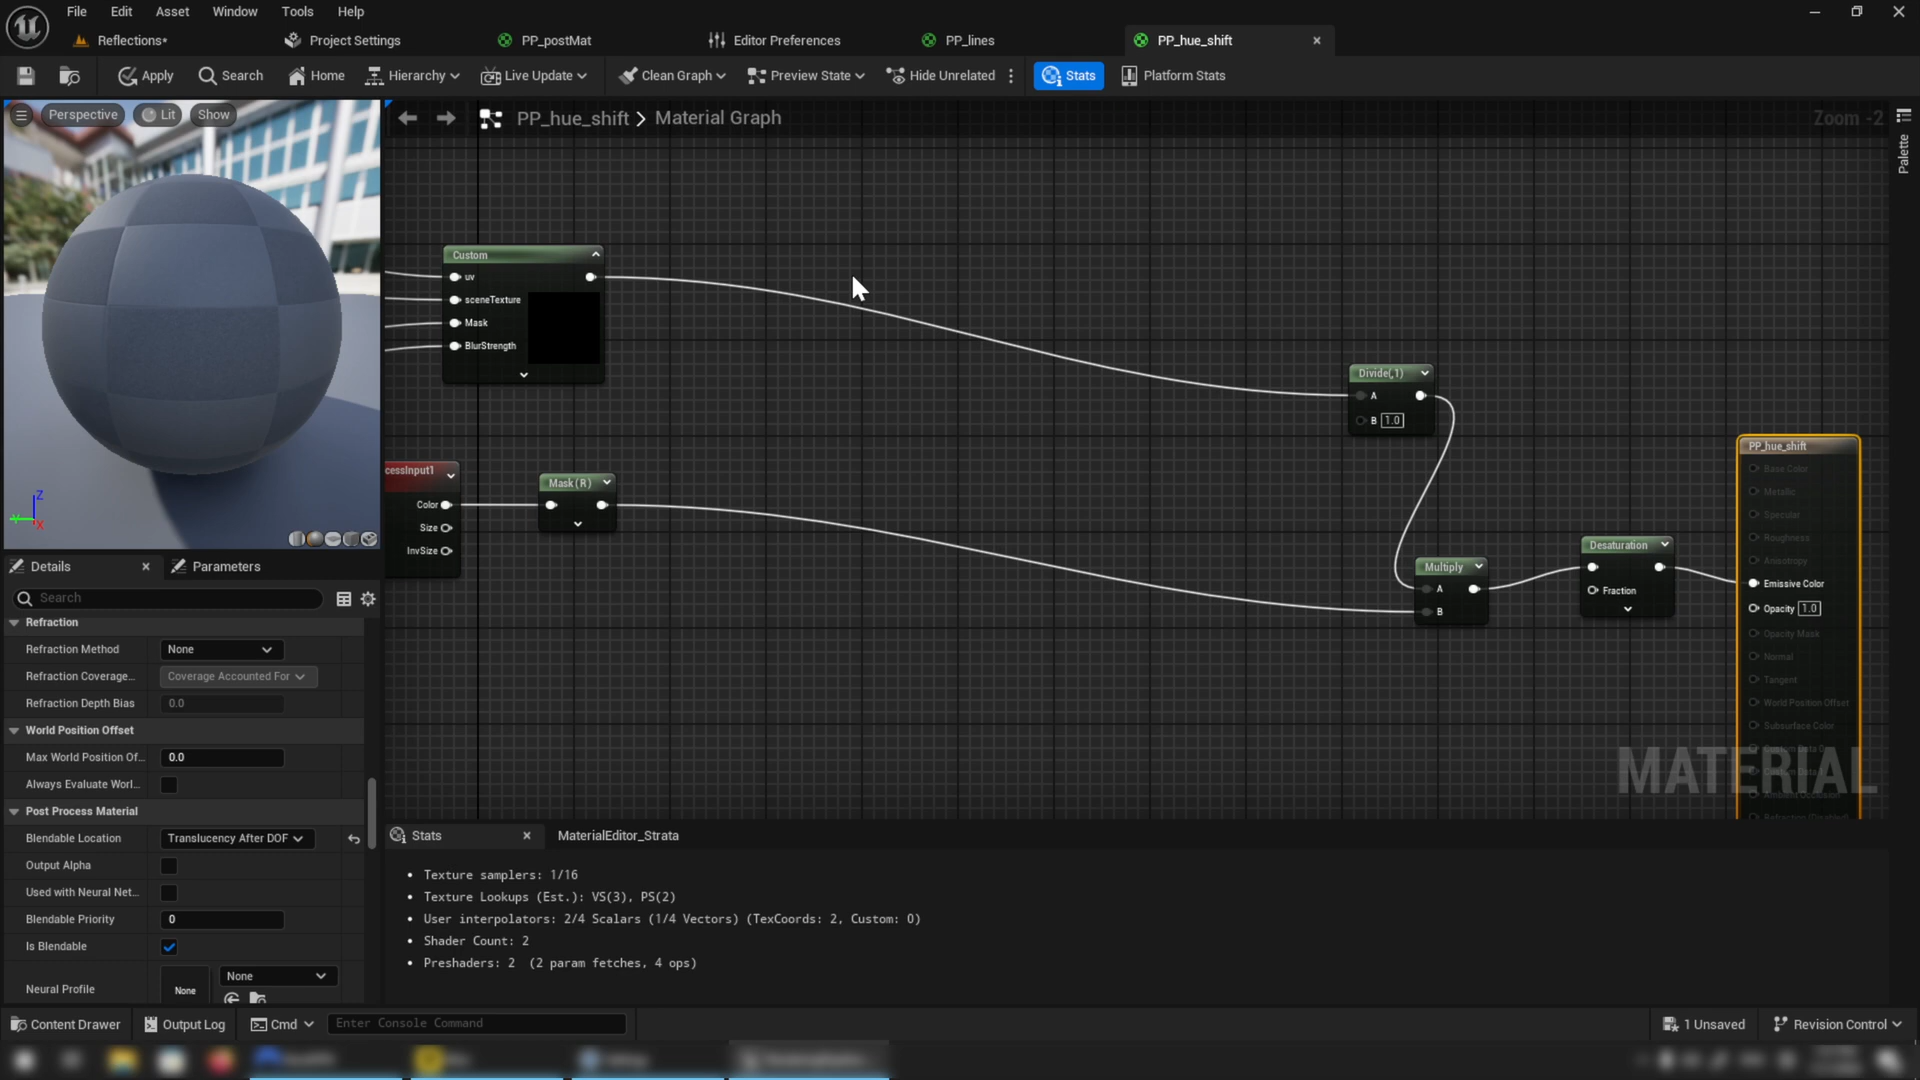 File Edit Asset Window Tools Help
Reflections* Project Settings PP_postMat Editor Preferences PP_lines PP_hue_shift
Apply Search Home Hierarchy Live Update Clean Graph Preview State Hide Unrelated Stats Platform Stats
Perspective Lit Show
PP_hue_shift > Material Graph
Zoom -2
Palette
Custom
uv
sceneTexture
Mask
BlurStrength
Divide(,1)
A
B 1.0
cessInput1
Color
Size
InvSize
Mask (R)
Multiply
A
B
Desaturation
Fraction
PP_hue_shift
Base Color
Metallic
Specular
Roughness
Anisotropy
Emissive Color
Opacity 1.0
Opacity Mask
Normal
Tangent
World Position Offset
Subsurface Color
Custom Data 0
MATERIAL
Z
X
Details Parameters
Search
Refraction
Refraction Method None
Refraction Coverage... Coverage Accounted For
Refraction Depth Bias 0.0
World Position Offset
Max World Position Of... 0.0
Always Evaluate Worl...
Post Process Material
Blendable Location Translucency After DOF
Output Alpha
Used with Neural Net...
Blendable Priority 0
Is Blendable
Neural Profile None None
Stats MaterialEditor_Strata
• Texture samplers: 1/16
• Texture Lookups (Est.): VS(3), PS(2)
• User interpolators: 2/4 Scalars (1/4 Vectors) (TexCoords: 2, Custom: 0)
• Shader Count: 2
• Preshaders: 2 (2 param fetches, 4 ops)
Content Drawer Output Log Cmd Enter Console Command 1 Unsaved Revision Control